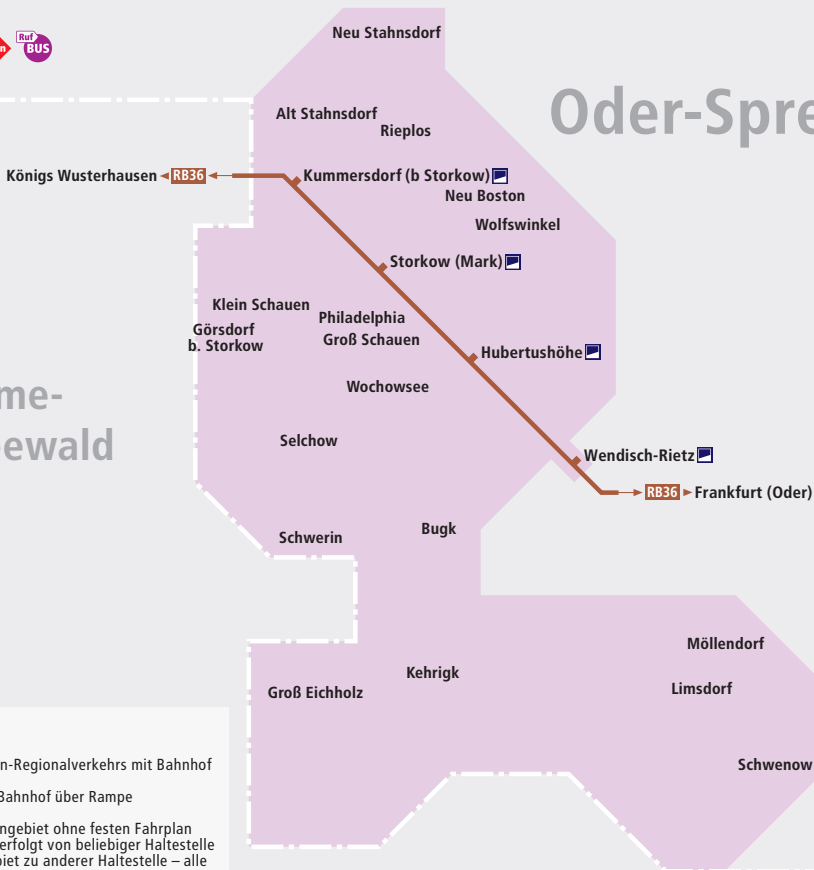 Ruf
BUS
Neu Stahnsdorf
Oder-Spre
Alt Stahnsdorf
Rieplos
Königs Wusterhausen RB36
Kummersdorf (b Storkow)
Neu Boston
Wolfswinkel
Storkow (Mark)
Klein Schauen
Philadelphia
Görsdorf
b. Storkow
Groß Schauen
Hubertushöhe
Wochowsee
me-
ewald
Selchow
Wendisch-Rietz
RB36 Frankfurt (Oder)
Schwerin
Bugk
Möllendorf
Kehrigk
Limsdorf
Groß Eichholz
Schwenow
n-Regionalverkehrs mit Bahnhof
Bahnhof über Rampe
ngebiet ohne festen Fahrplan
erfolgt von beliebiger Haltestelle
biet zu anderer Haltestelle – alle